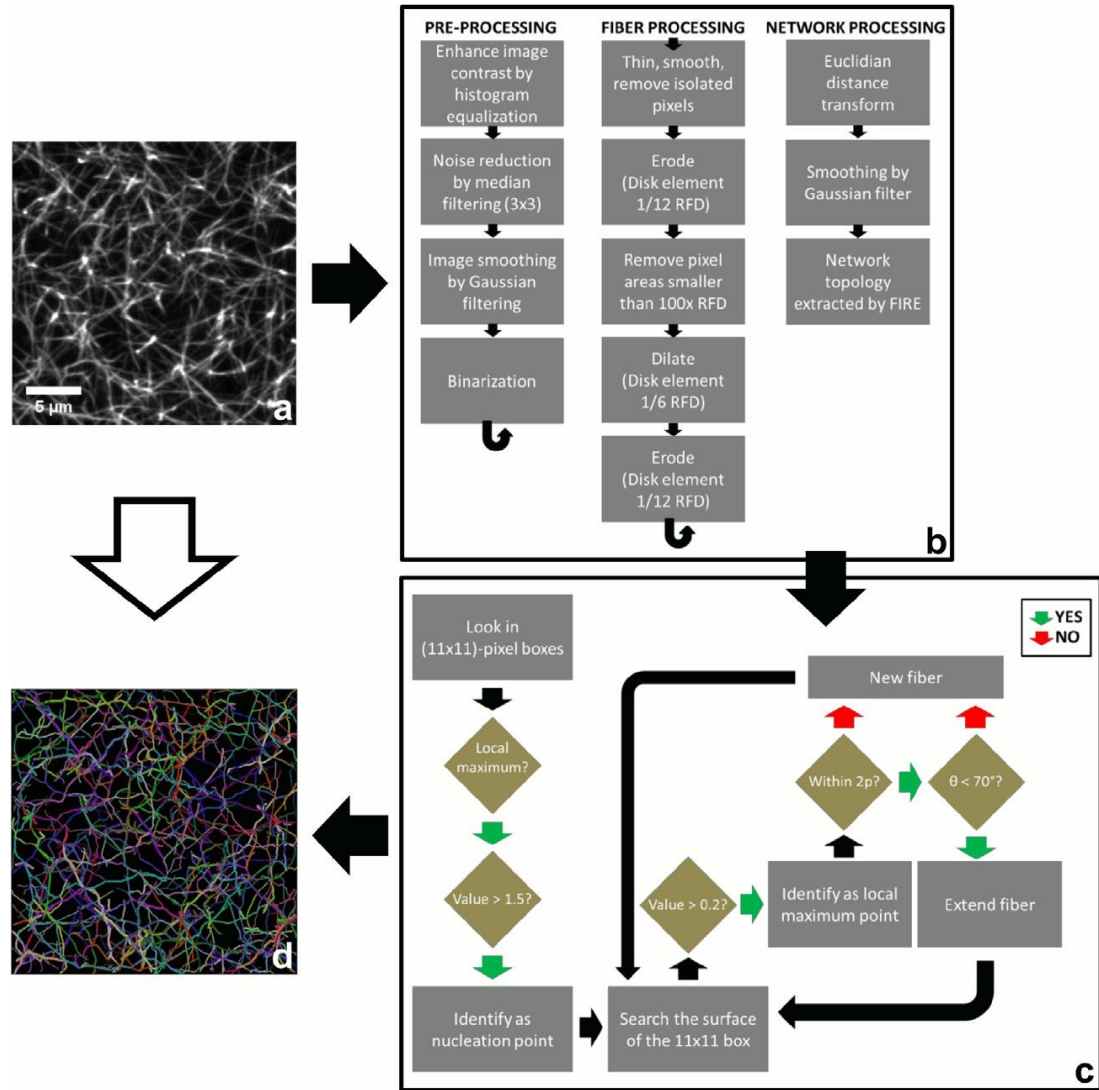 PRE-PROCESSING
Enhance image
contrast by
histogram
equalization
Noise reduction
by median
filtering (3x3)
Image smoothing
by Gaussian
filtering
Binarization
FIBER PROCESSING
Thin, smooth,
remove isolated
pixels
Erode
(Disk element
1/12 RFD)
Remove pixel
areas smaller
than 100x RFD
Dilate
(Disk element
1/6 RFD)
Erode
(Disk element
1/12 RFD)
NETWORK PROCESSING
Euclidian
distance
transform
Smoothing by
Gaussian filter
Network
topology
extracted by FIRE
5 µm
a
b
Look in
(11x11)-pixel boxes
Local
maximum?
Value > 1.5?
Identify as
nucleation point
Search the surface
of the 11x11 box
Value > 0.2?
Identify as local
maximum point
Within 2p?
θ < 70°?
New fiber
Extend fiber
YES
NO
c
d